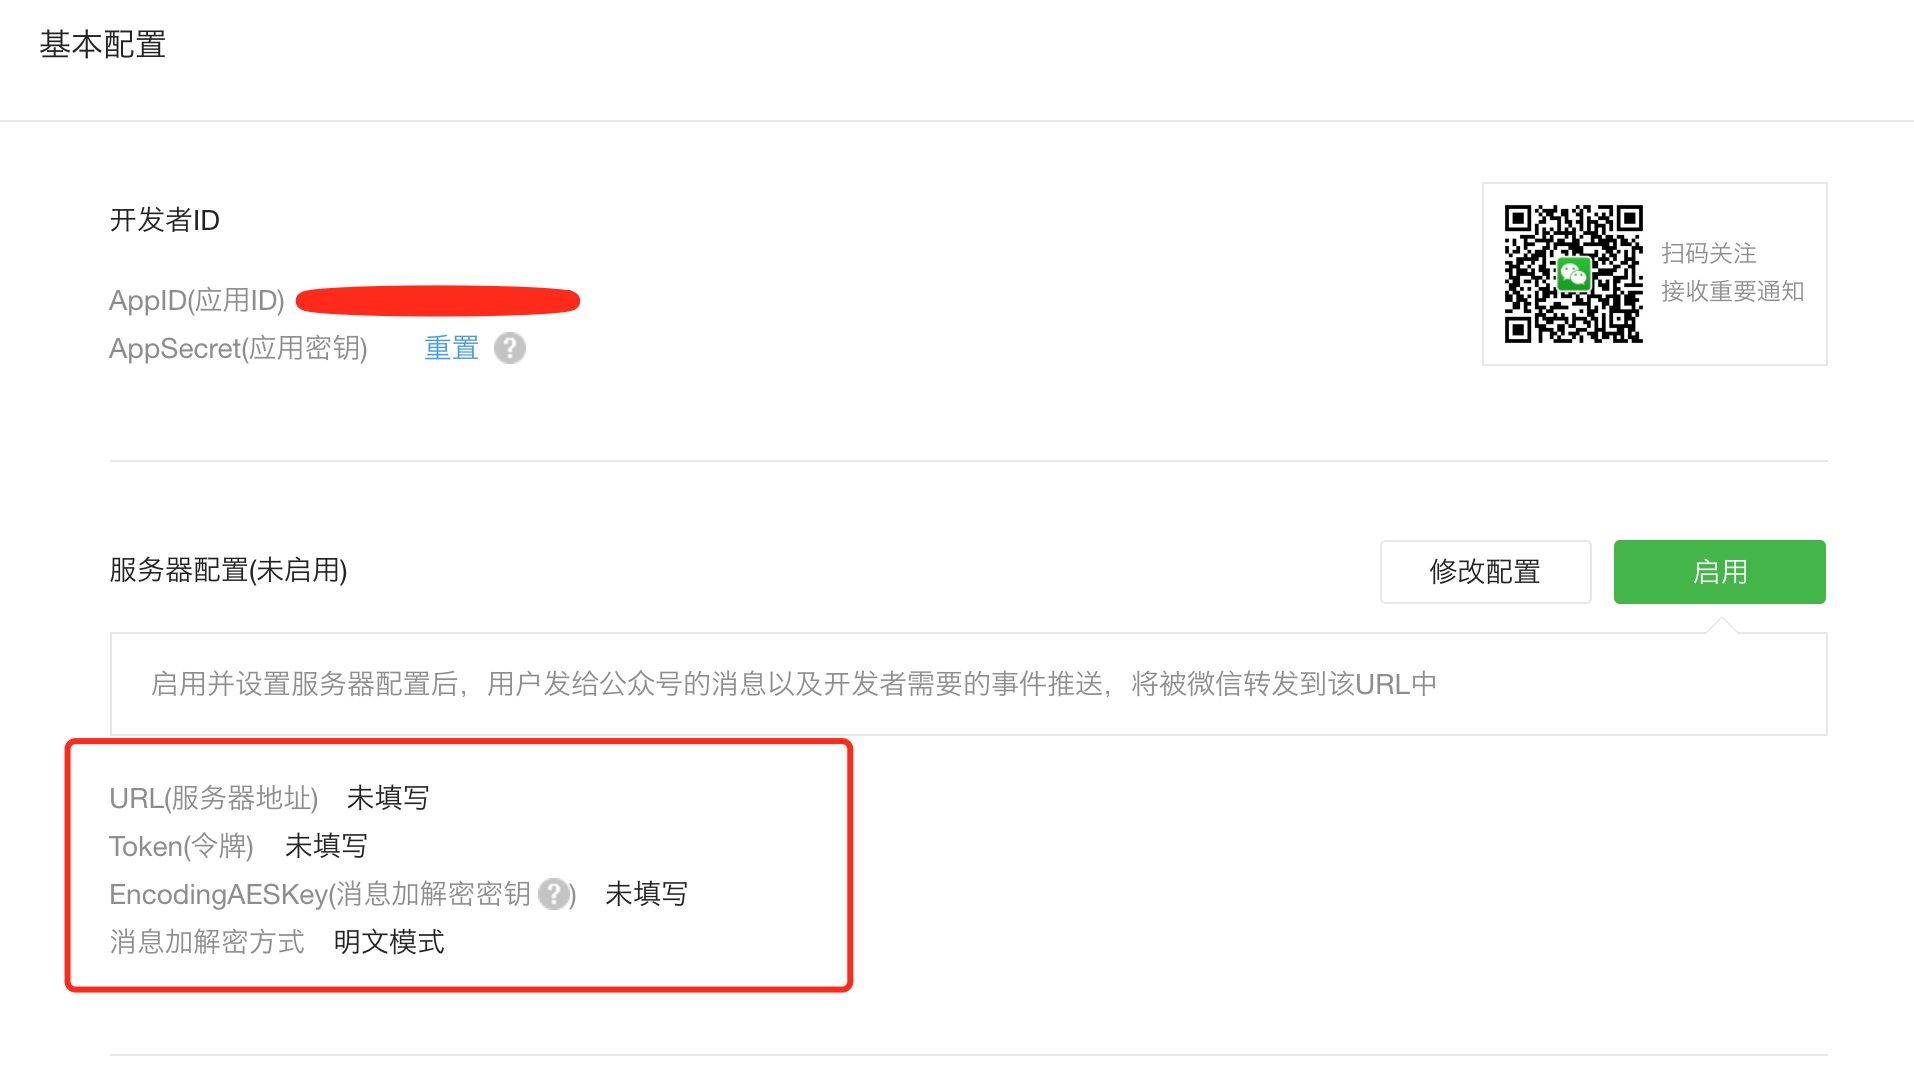 基本配置
开发者ID
AppID(应用ID)
AppSecret(应用密钥) 重置 ?
扫码关注
接收重要通知
服务器配置(未启用)
修改配置
启用
启用并设置服务器配置后，用户发给公众号的消息以及开发者需要的事件推送，将被微信转发到该URL中
URL(服务器地址) 未填写
Token(令牌) 未填写
EncodingAESKey(消息加解密密钥 ?) 未填写
消息加解密方式 明文模式